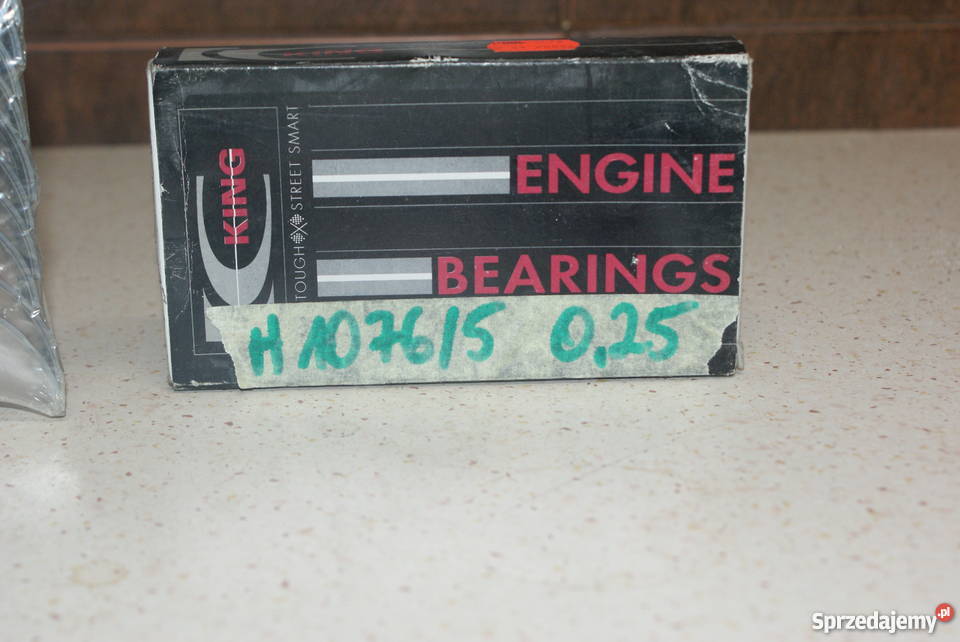 KING
TOUGH STREET SMART
ENGINE
BEARINGS
H 1076/5 0,25
Sprzedajemy.pl